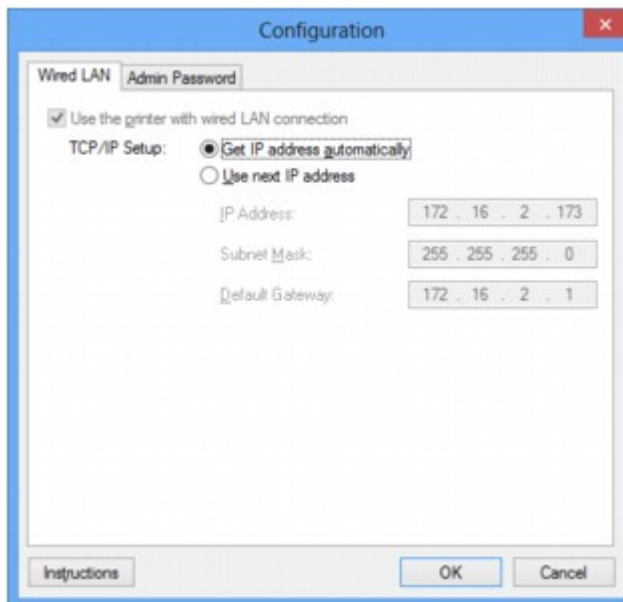 Configuration
Wired LAN
Admin Password
Use the printer with wired LAN connection
TCP/IP Setup:
Get IP address automatically
Use next IP address
IP Address:
172 . 16 . 2 . 173
Subnet Mask:
255 . 255 . 255 . 0
Default Gateway:
172 . 16 . 2 . 1
Instructions
OK
Cancel